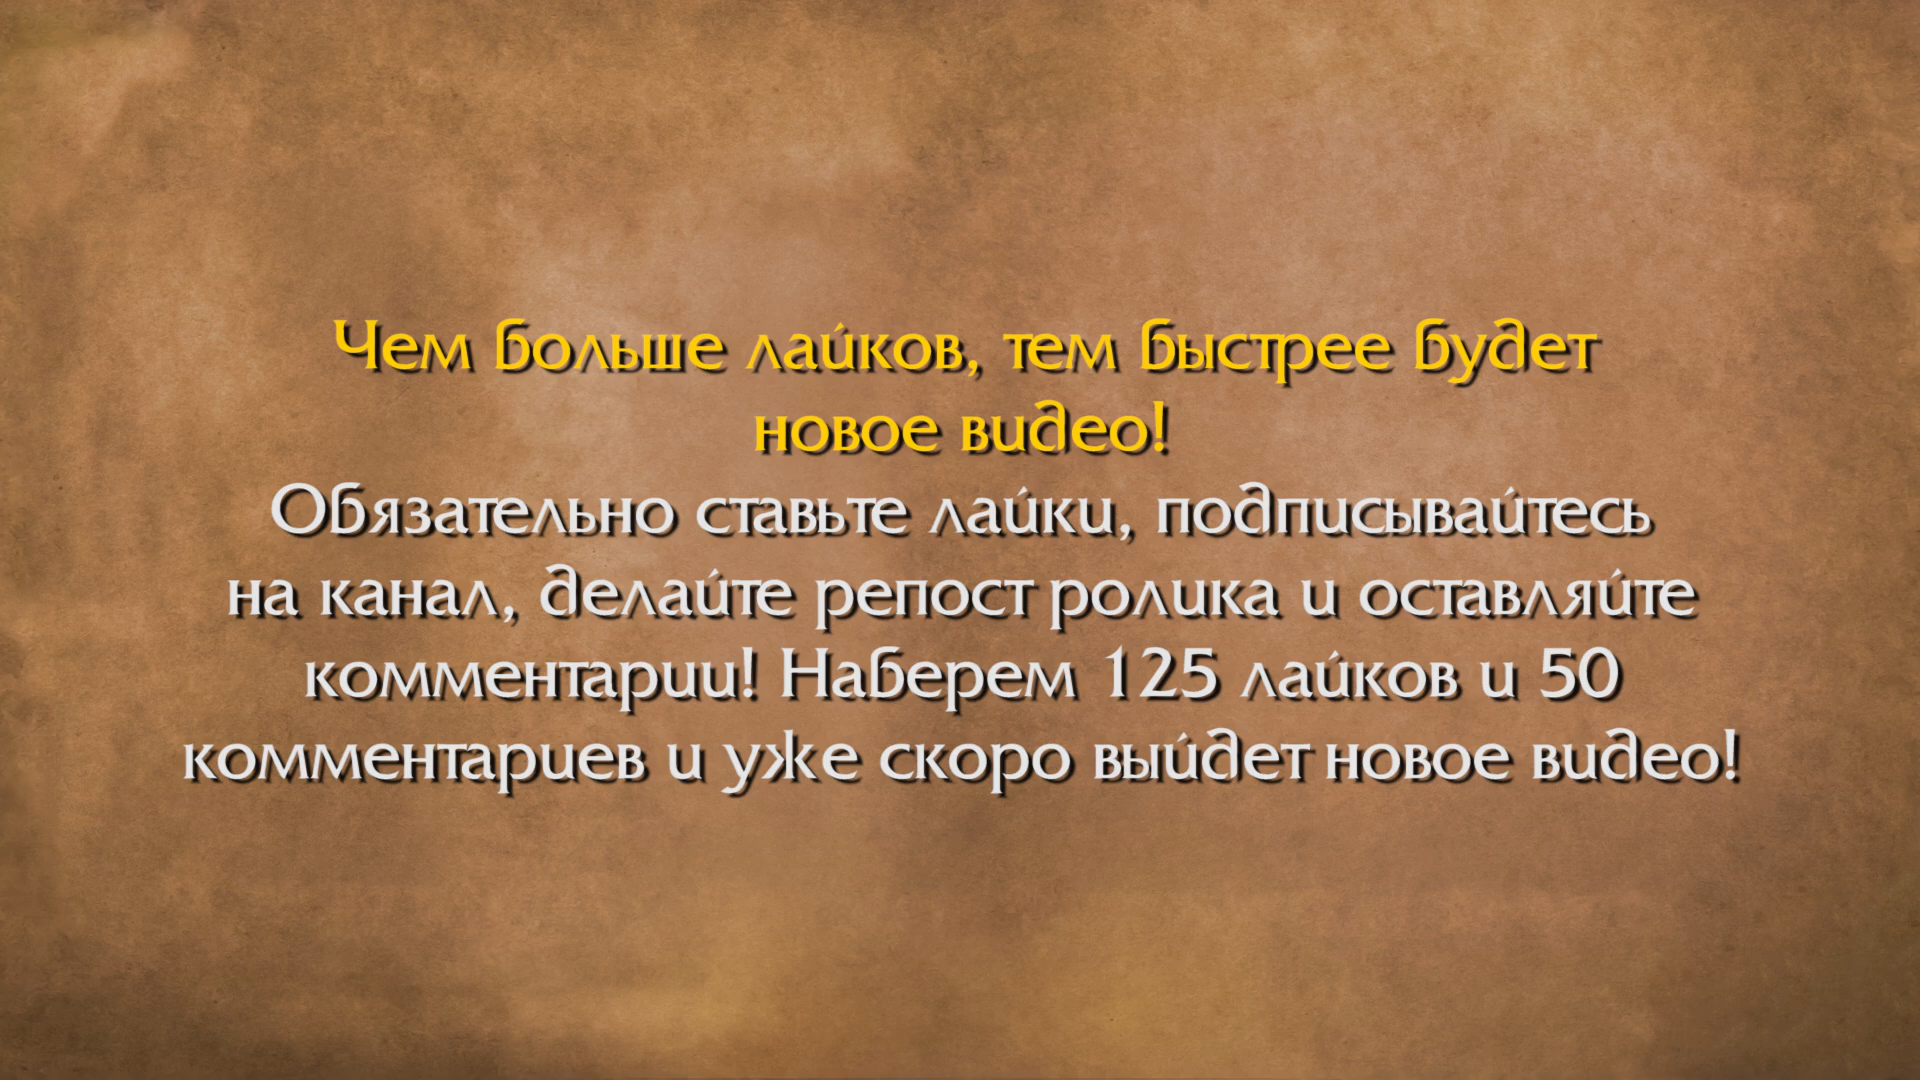 Чем больше лайков, тем быстрее будет
новое видео!
Обязательно ставьте лайки, подписывайтесь
на канал, делайте репост ролика и оставляйте
комментарии! Наберем 125 лайков и 50
комментариев и уже скоро выйдет новое видео!